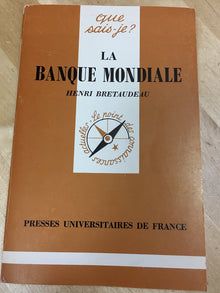 que
sais-je?
LA
BANQUE MONDIALE
HENRI BRETAUDEAU
Le point des connaissances actuelles
PRESSES UNIVERSITAIRES DE FRANCE